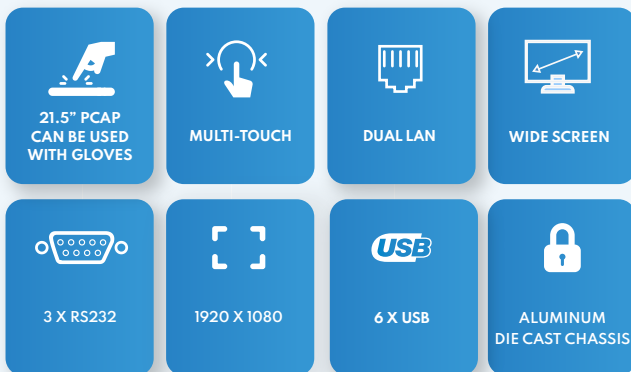 21.5” PCAP
CAN BE USED
WITH GLOVES
MULTI-TOUCH
DUAL LAN
WIDE SCREEN
3 X RS232
1920 X 1080
USB
6 X USB
ALUMINUM
DIE CAST CHASSIS